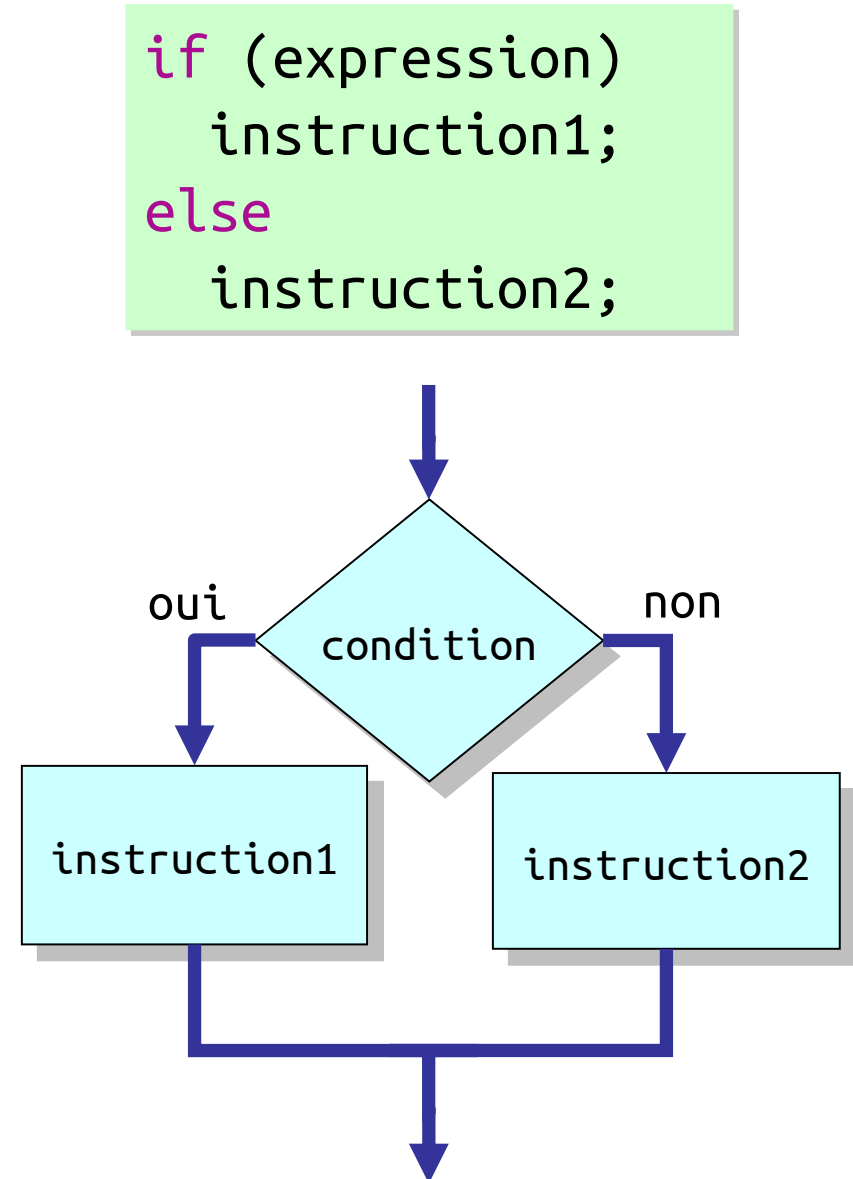 if (expression)
  instruction1;
else
  instruction2;
oui
non
condition
instruction1
instruction2